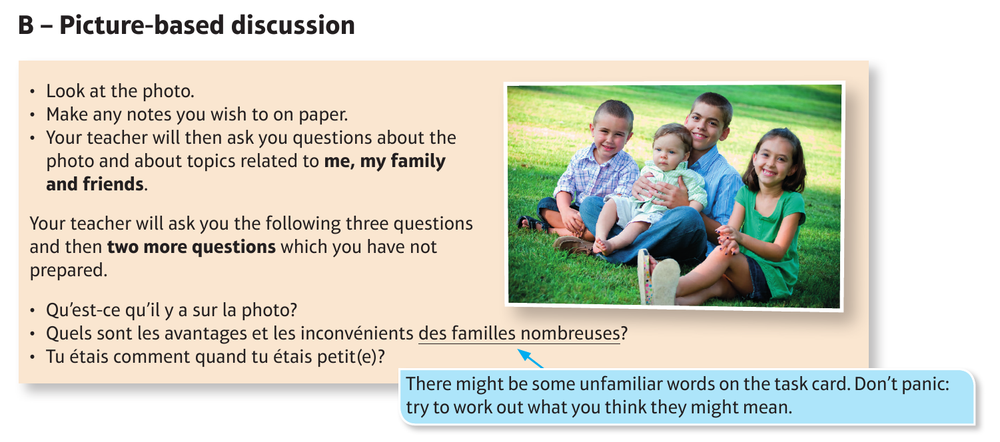 B – Picture-based discussion
• Look at the photo.
• Make any notes you wish to on paper.
• Your teacher will then ask you questions about the
photo and about topics related to me, my family
and friends.
Your teacher will ask you the following three questions
and then two more questions which you have not
prepared.
• Qu’est-ce qu’il y a sur la photo?
• Quels sont les avantages et les inconvénients des familles nombreuses?
• Tu étais comment quand tu étais petit(e)?
There might be some unfamiliar words on the task card. Don’t panic:
try to work out what you think they might mean.